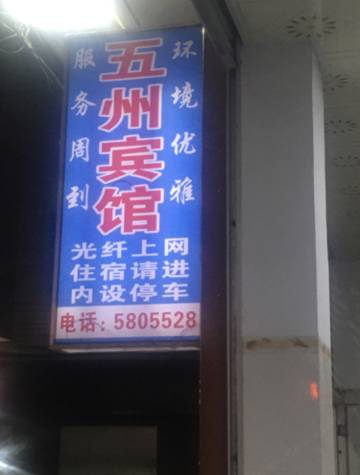 环境优雅
五州宾馆
服务周到
光纤上网
住宿请进
内设停车
电话：5805528